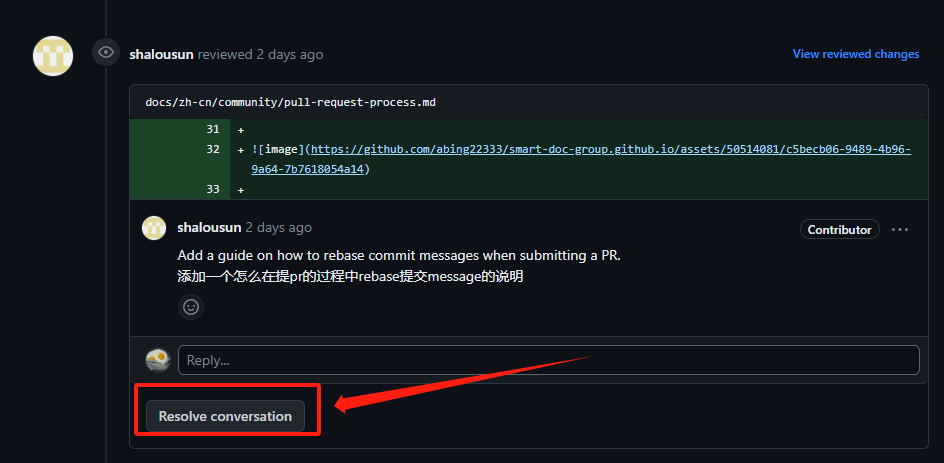 shalousun reviewed 2 days ago
View reviewed changes
docs/zh-cn/community/pull-request-process.md
31 +
32 + ![image](https://github.com/abing22333/smart-doc-group.github.io/assets/50514081/c5becb06-9489-4b96-
9a64-7b7618054a14)
33 +
shalousun 2 days ago
Contributor
Add a guide on how to rebase commit messages when submitting a PR.
添加一个怎么在提pr的过程中rebase提交message的说明
Reply...
Resolve conversation